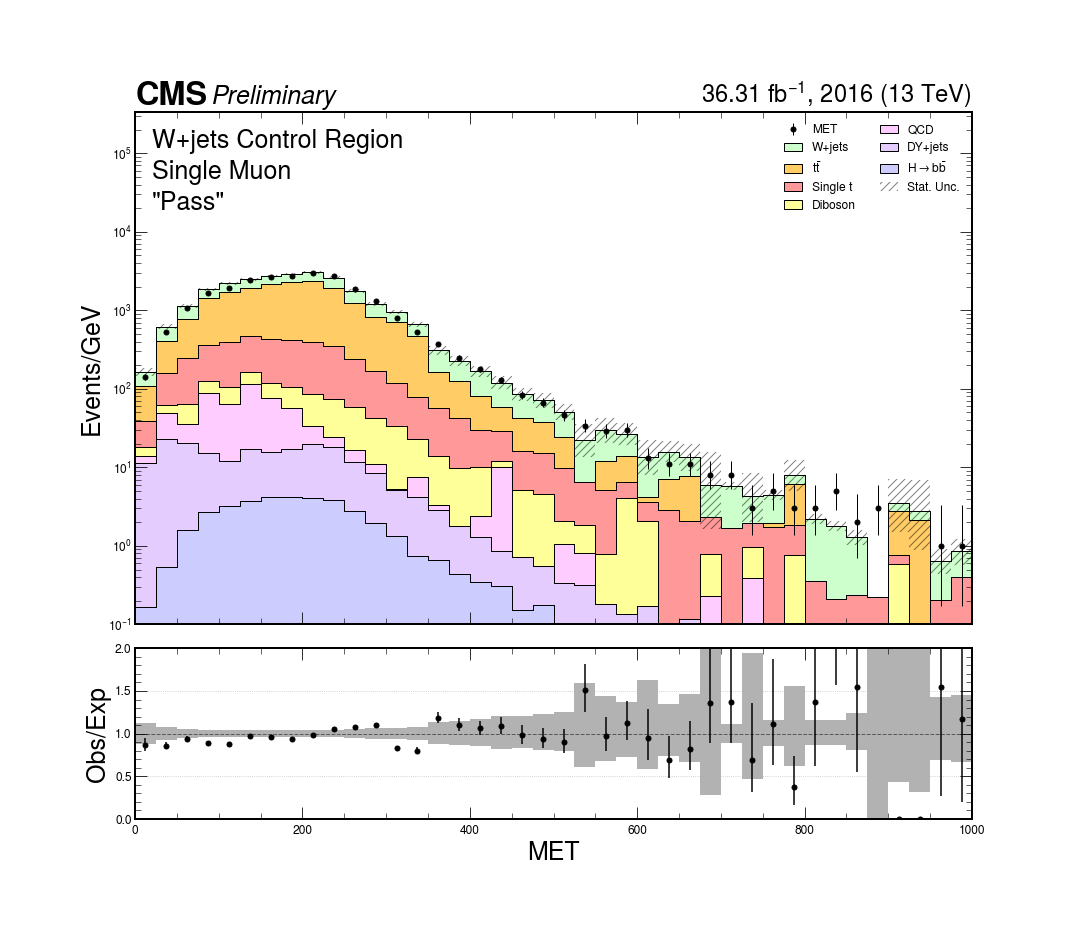 CMS Preliminary 36.31 fb⁻¹, 2016 (13 TeV)
W+jets Control Region
Single Muon
"Pass"
MET
W+jets
tt̄
Single t
Diboson
QCD
DY+jets
H→bb̄
Stat. Unc.
Events/GeV
10⁵
10⁴
10³
10²
10¹
10⁰
10⁻¹
Obs/Exp
2.0
1.5
1.0
0.5
0.0
0 200 400 600 800 1000
MET